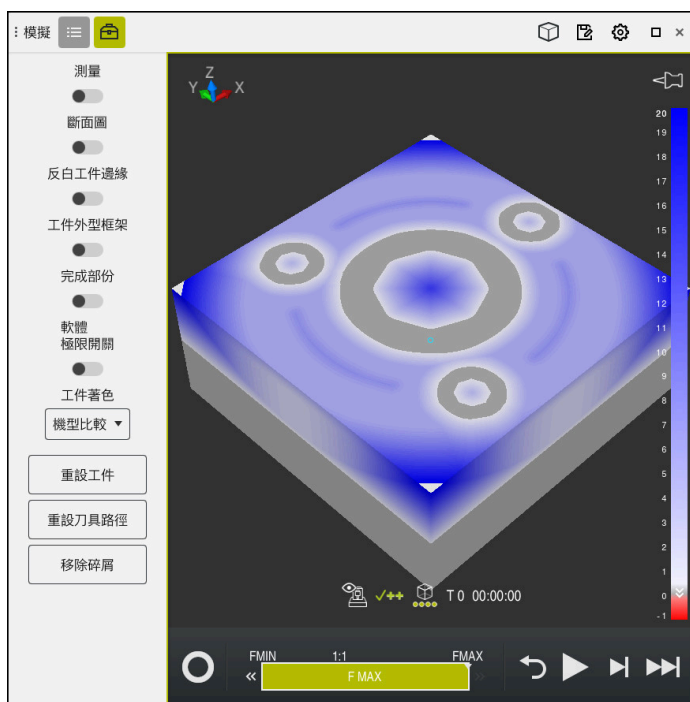 模擬
測量
斷面圖
反白工件邊緣
工件外型框架
完成部份
軟體
極限開關
工件著色
機型比較
重設工件
重設刀具路徑
移除碎屑
Z
Y
X
20
19
18
17
16
15
14
13
12
11
10
9
8
7
6
5
4
3
2
1
0
-1
T 0 00:00:00
FMIN 1:1 FMAX
F MAX